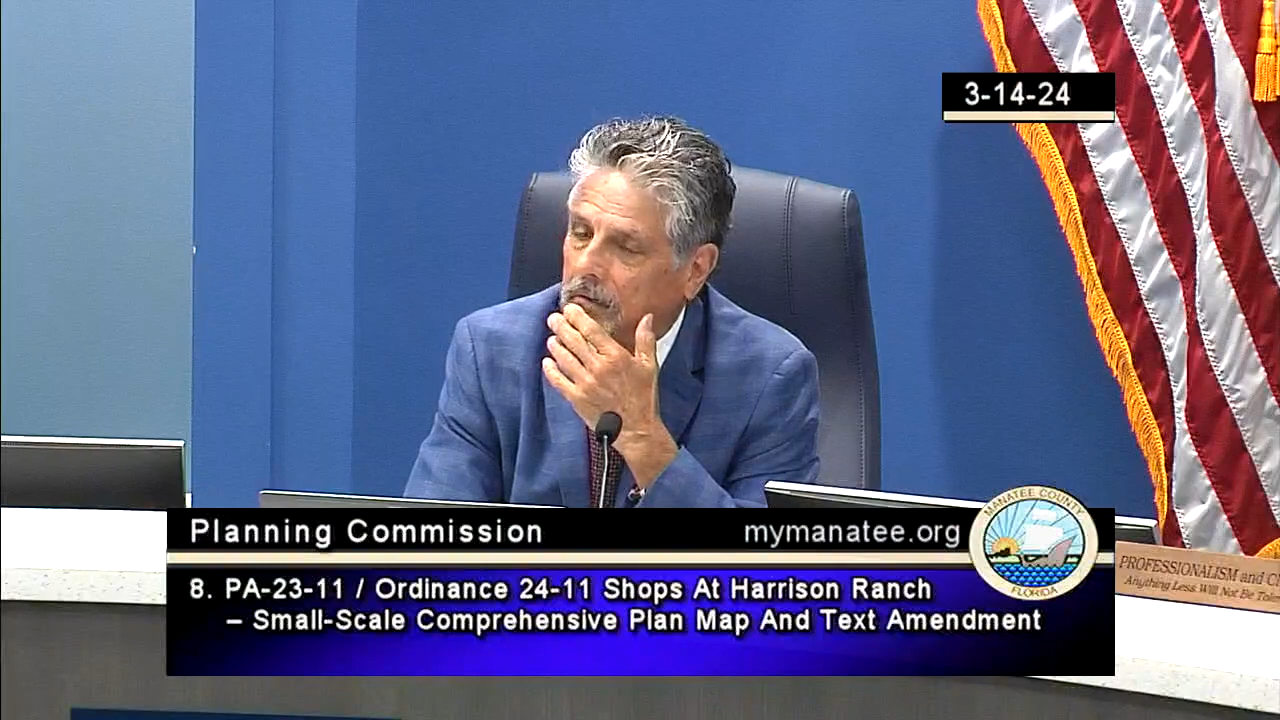 3-14-24
Planning Commission
mymanatee.org
MANATEE COUNTY
FLORIDA
8. PA-23-11 / Ordinance 24-11 Shops At Harrison Ranch
– Small-Scale Comprehensive Plan Map And Text Amendment
PROFESSIONALISM and
Anything Less Will Not Be